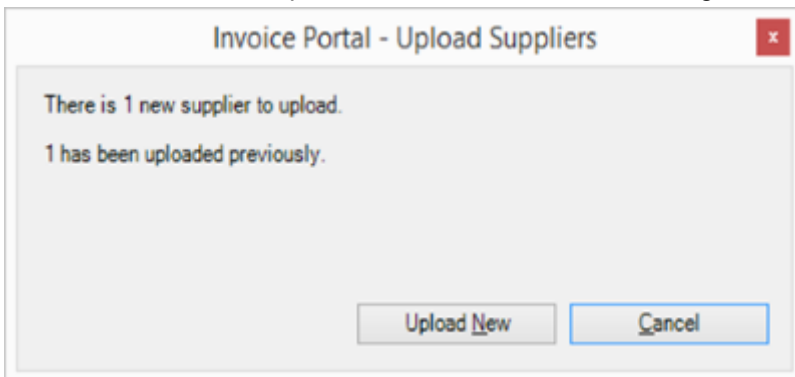 Invoice Portal - Upload Suppliers
x
There is 1 new supplier to upload.
1 has been uploaded previously.
Upload New
Cancel